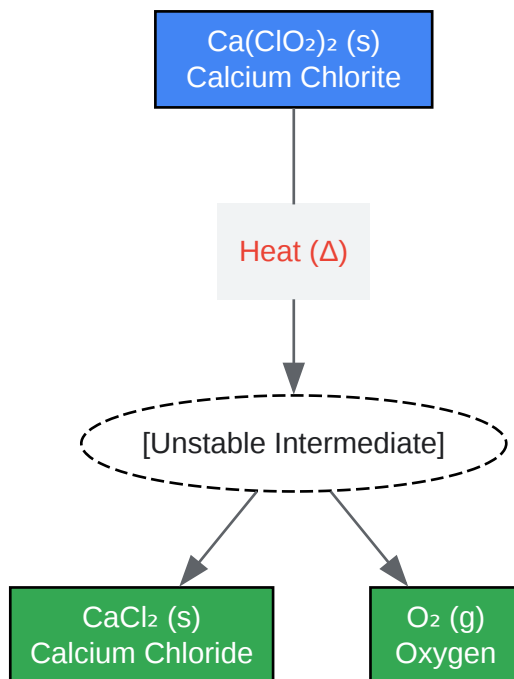 Ca(ClO₂)₂ (s)
Calcium Chlorite
Heat (Δ)
[Unstable Intermediate]
CaCl₂ (s)
Calcium Chloride
O₂ (g)
Oxygen